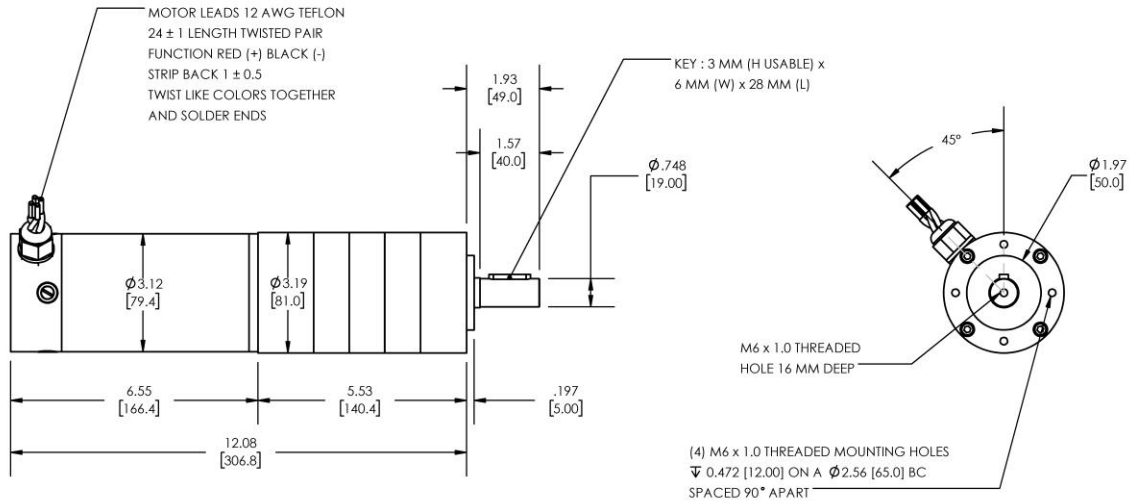 MOTOR LEADS 12 AWG TEFLON
24 ± 1 LENGTH TWISTED PAIR
FUNCTION RED (+) BLACK (-)
STRIP BACK 1 ± 0.5
TWIST LIKE COLORS TOGETHER
AND SOLDER ENDS
1.93
[49.0]
KEY : 3 MM (H USABLE) x
6 MM (W) x 28 MM (L)
1.57
[40.0]
Ø.748
[19.00]
45°
Ø1.97
[50.0]
Ø3.12
[79.4]
Ø3.19
[81.0]
M6 x 1.0 THREADED
HOLE 16 MM DEEP
6.55
[166.4]
5.53
[140.4]
.197
[5.00]
12.08
[306.8]
(4) M6 x 1.0 THREADED MOUNTING HOLES
↧ 0.472 [12.00] ON A Ø2.56 [65.0] BC
SPACED 90° APART